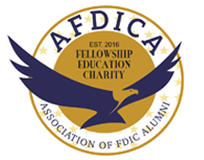 AFDICA
EST. 2016
FELLOWSHIP
EDUCATION
CHARITY
ASSOCIATION OF FDIC ALUMNI